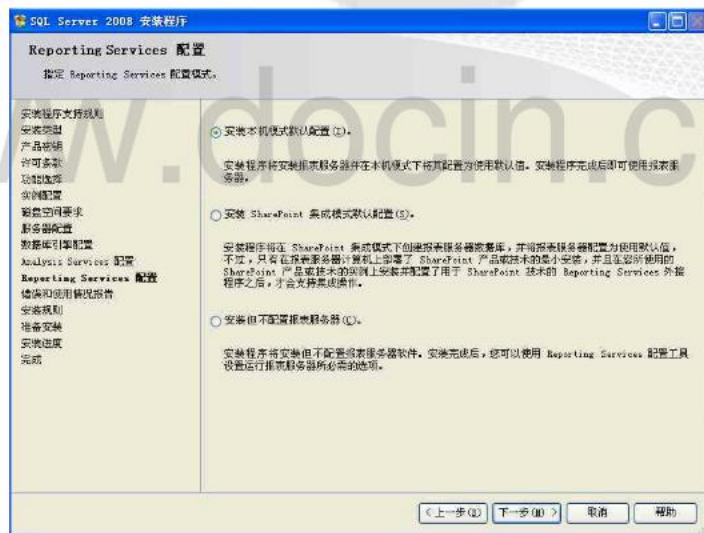 SQL Server 2008 安装程序
Reporting Services 配置
指定 Reporting Services 配置模式。
安装程序支持规则
安装类型
产品密钥
许可条款
功能选择
实例配置
磁盘空间要求
服务器配置
数据库引擎配置
Analysis Services 配置
Reporting Services 配置
错误和使用情况报告
安装规则
准备安装
安装进度
完成
安装本机模式默认配置(I)。
安装程序将安装报表服务器并在本机模式下将其配置为使用默认值。安装程序完成后即可使用报表服
务器。
安装 SharePoint 集成模式默认配置(S)。
安装程序将在 SharePoint 集成模式下创建报表服务器数据库，并将报表服务器配置为使用默认值，
不过，只有在报表服务器计算机上部署了 SharePoint 产品或技术的最小安装，并且在您所使用的
SharePoint 产品或技术的实例上安装并配置了用于 SharePoint 技术的 Reporting Services 外接
程序之后，才会支持集成操作。
安装但不配置报表服务器(C)。
安装程序将安装但不配置报表服务器软件。安装完成后，您可以使用 Reporting Services 配置工具
设置运行报表服务器所必需的选项。
<上一步(B) 下一步(N) > 取消 帮助
www.docin.c